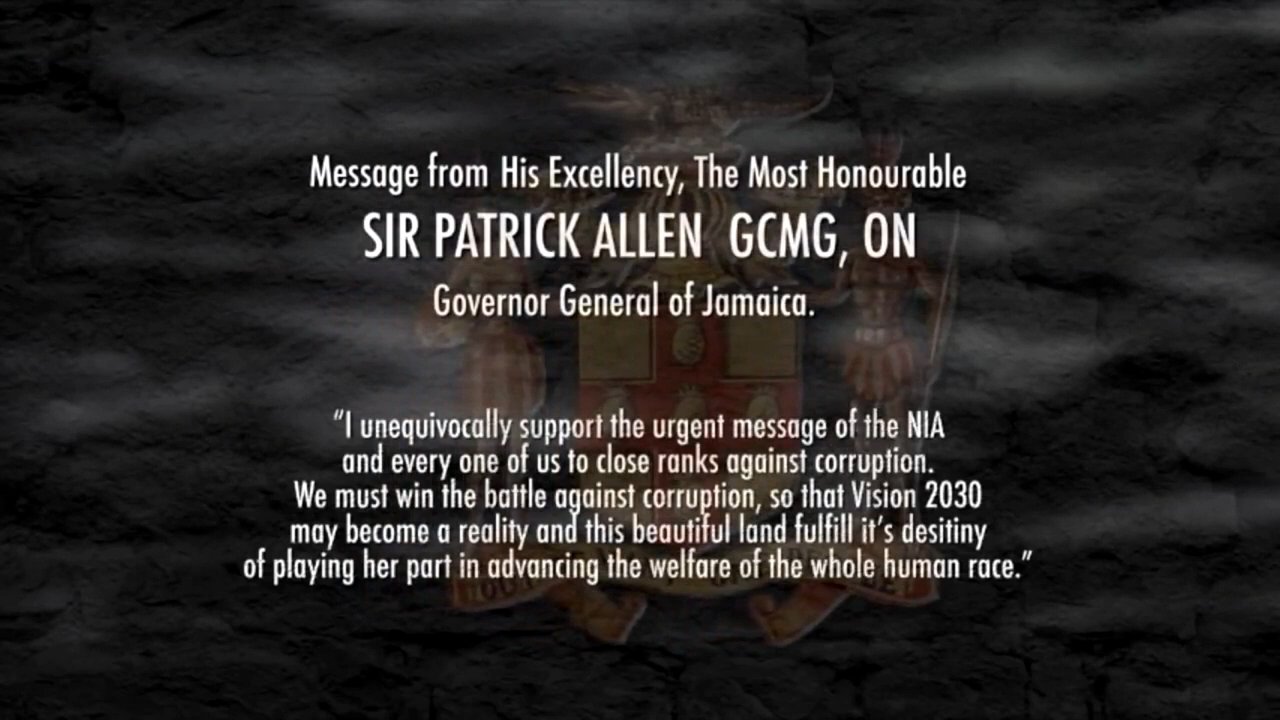 Message from His Excellency, The Most Honourable
SIR PATRICK ALLEN GCMG, ON
Governor General of Jamaica.
“I unequivocally support the urgent message of the NIA
and every one of us to close ranks against corruption.
We must win the battle against corruption, so that Vision 2030
may become a reality and this beautiful land fulfill it’s desitiny
of playing her part in advancing the welfare of the whole human race.”